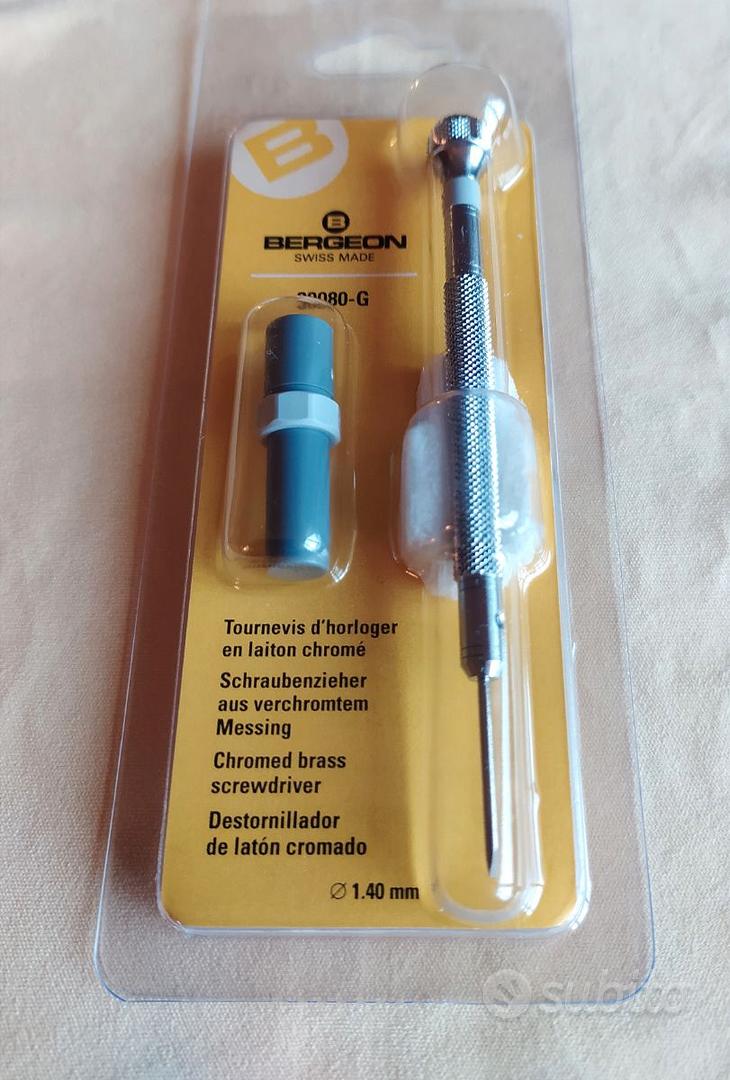 B
B
BERGEON
SWISS MADE
30080-G
Tournevis d'horloger
en laiton chromé
Schraubenzieher
aus verchromtem
Messing
Chromed brass
screwdriver
Destornillador
de latón cromado
Ø 1.40 mm
subito